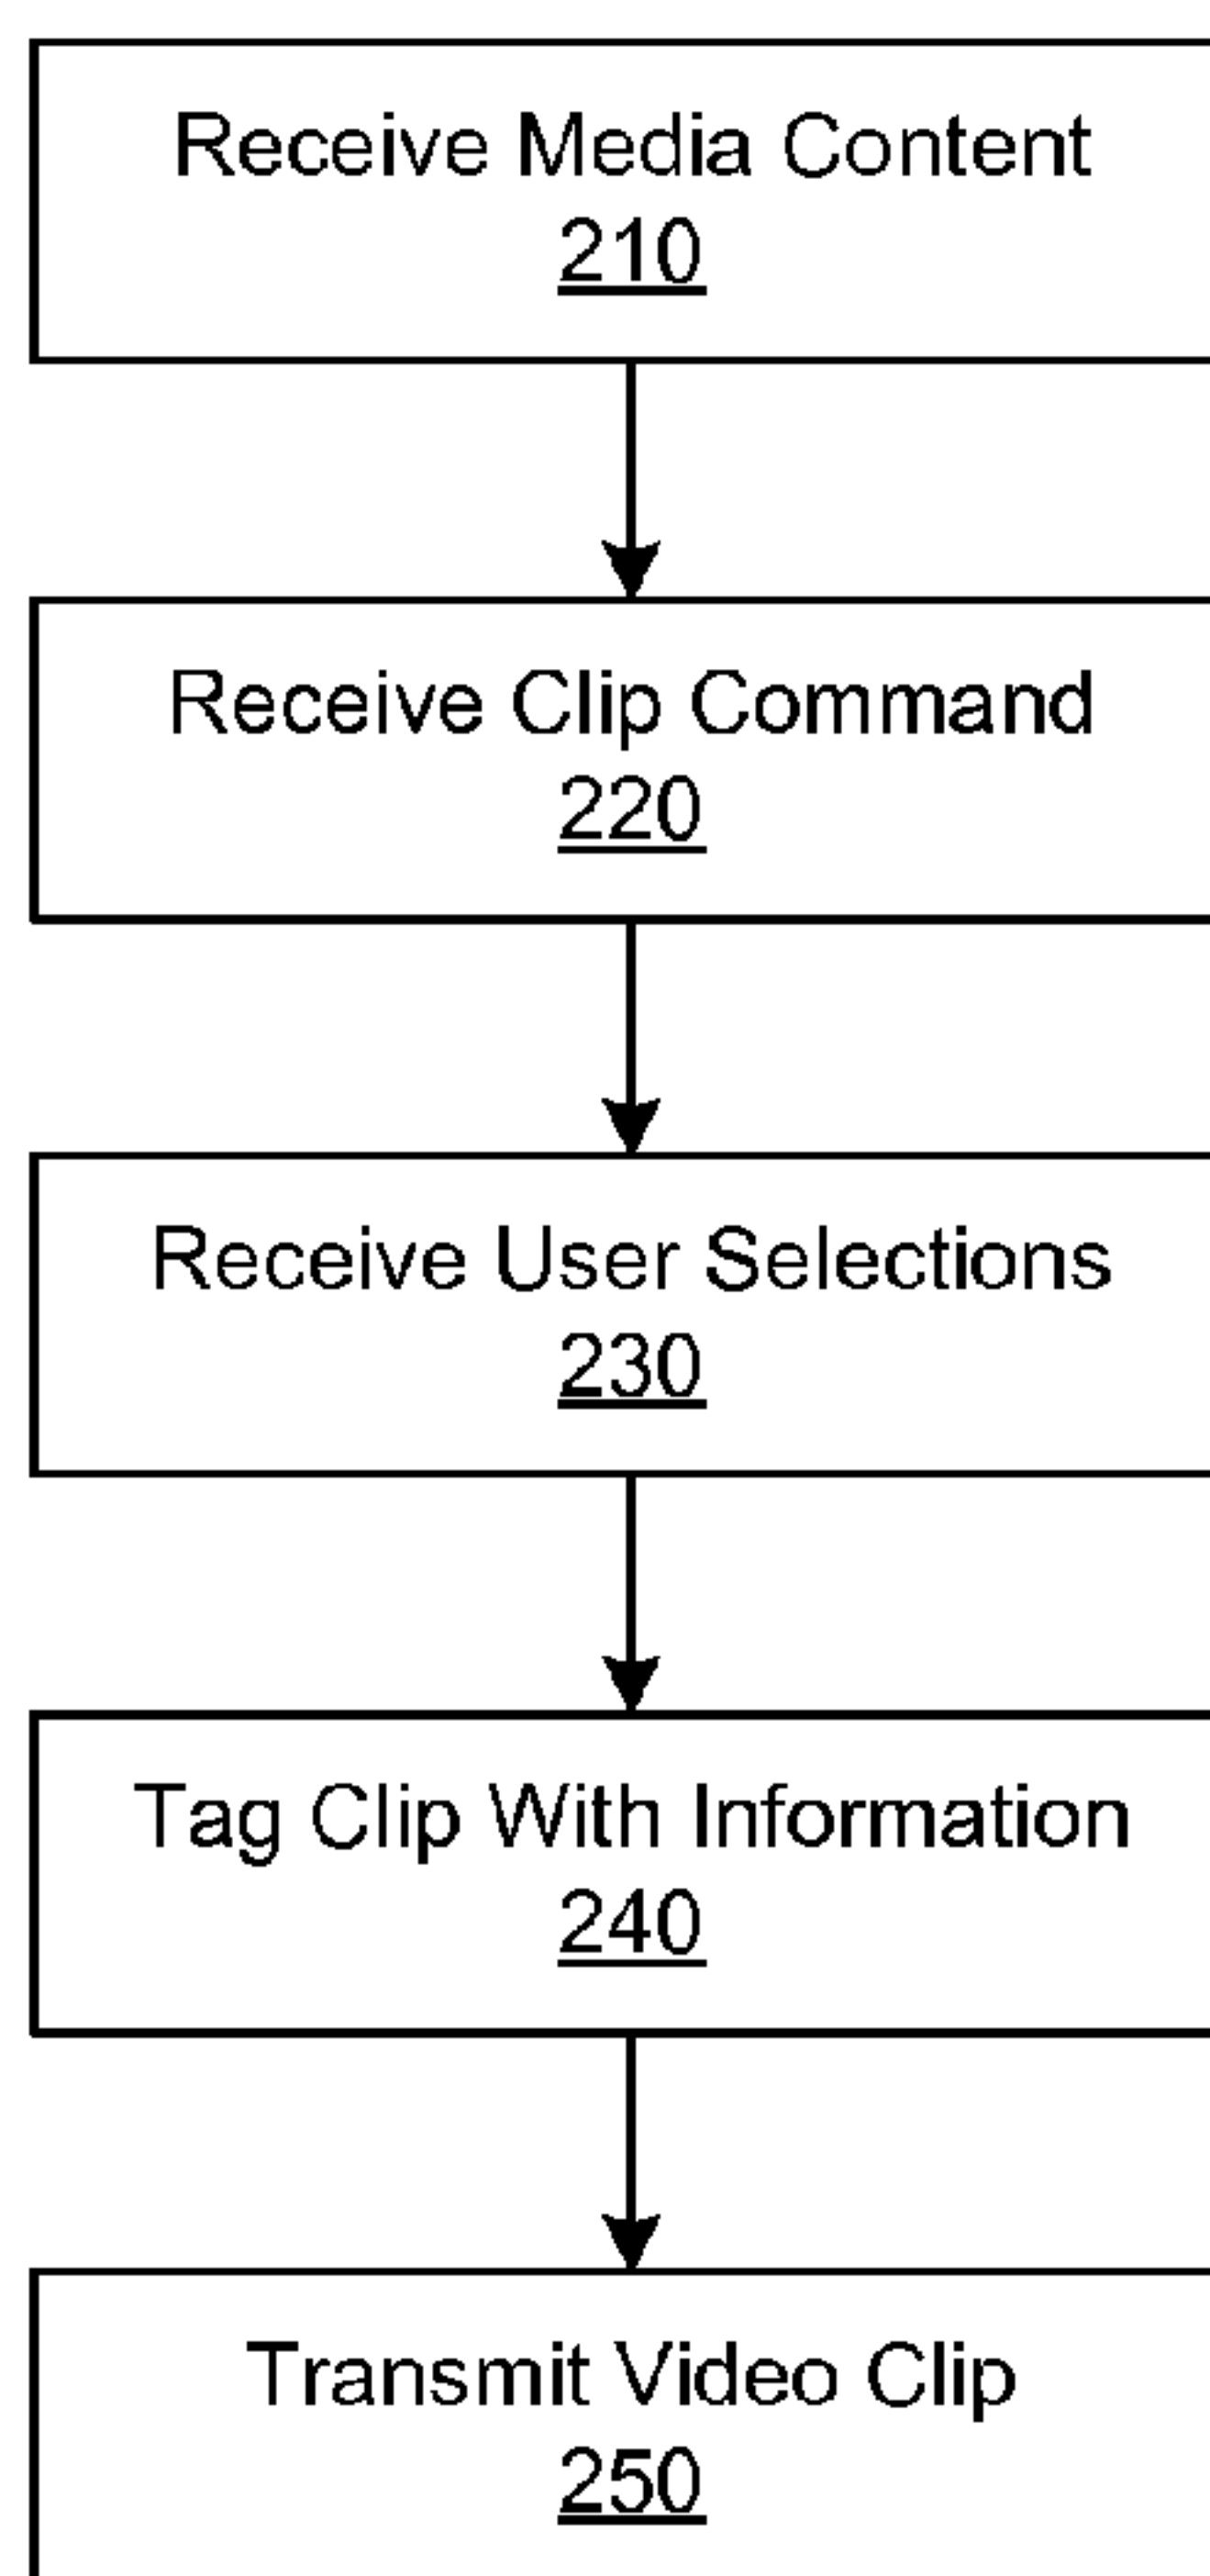 Receive Media Content
210
Receive Clip Command
220
Receive User Selections
230
Tag Clip With Information
240
Transmit Video Clip
250